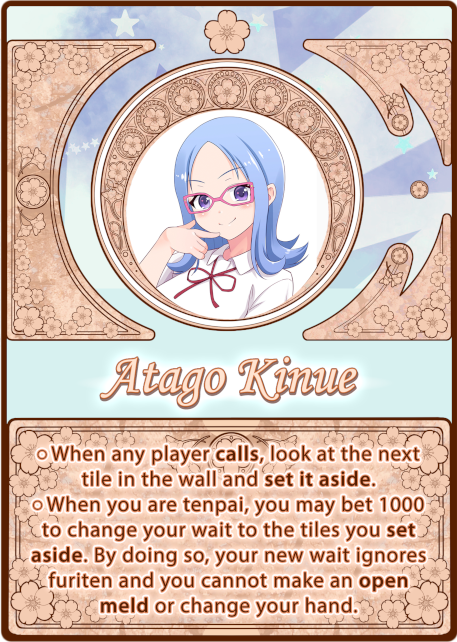 Atago Kinue
○When any player calls, look at the next
tile in the wall and set it aside.
○When you are tenpai, you may bet 1000
to change your wait to the tiles you set
aside. By doing so, your new wait ignores
furiten and you cannot make an open
meld or change your hand.